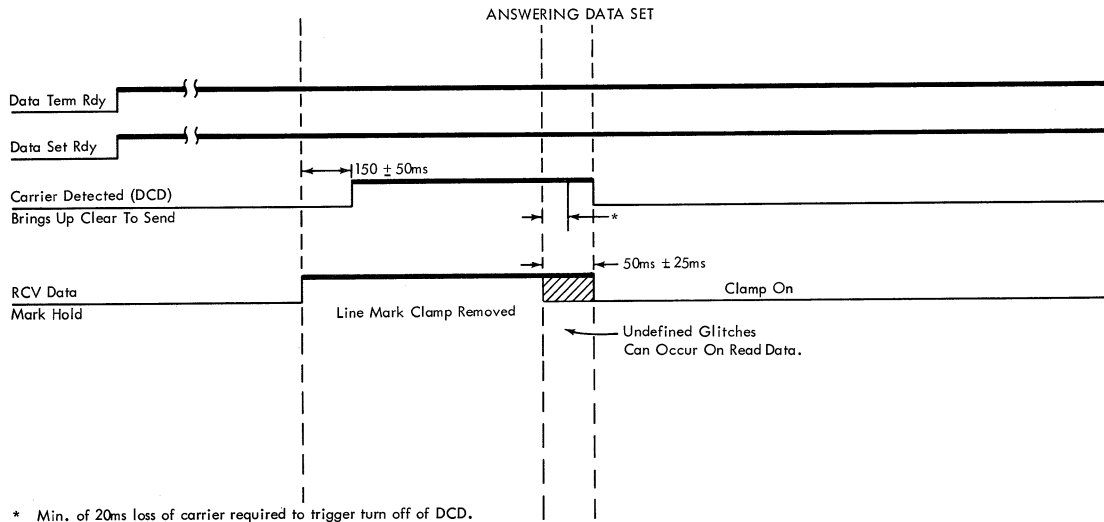 ANSWERING DATA SET
Data Term Rdy
Data Set Rdy
150 ± 50ms
Carrier Detected (DCD)
Brings Up Clear To Send
*
50ms ± 25ms
RCV Data
Mark Hold
Line Mark Clamp Removed
Clamp On
Undefined Glitches
Can Occur On Read Data.
* Min. of 20ms loss of carrier required to trigger turn off of DCD.